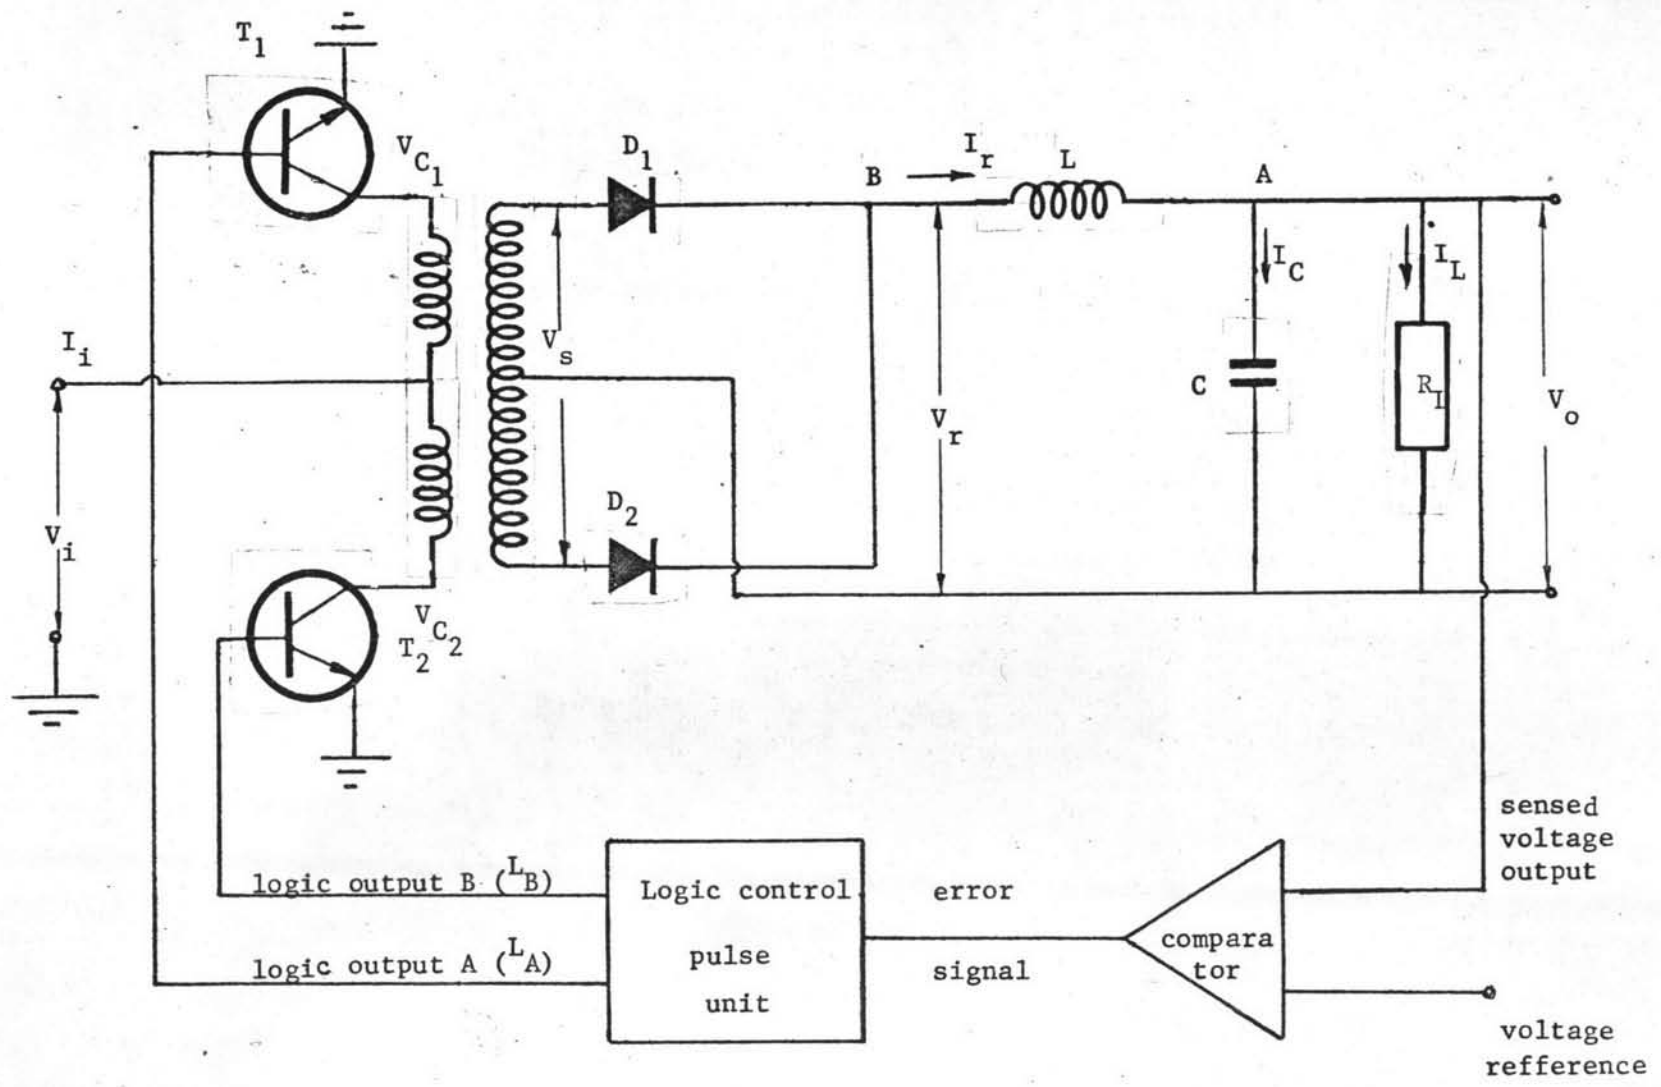 T1
VC1
D1
B
Ir
L
A
IC
IL
Ii
Vs
C
RL
Vo
Vr
D2
Vi
VC2
T2
sensed
voltage
output
logic output B (LB)
Logic control
error
pulse
compara
tor
logic output A (LA)
signal
unit
voltage
refference